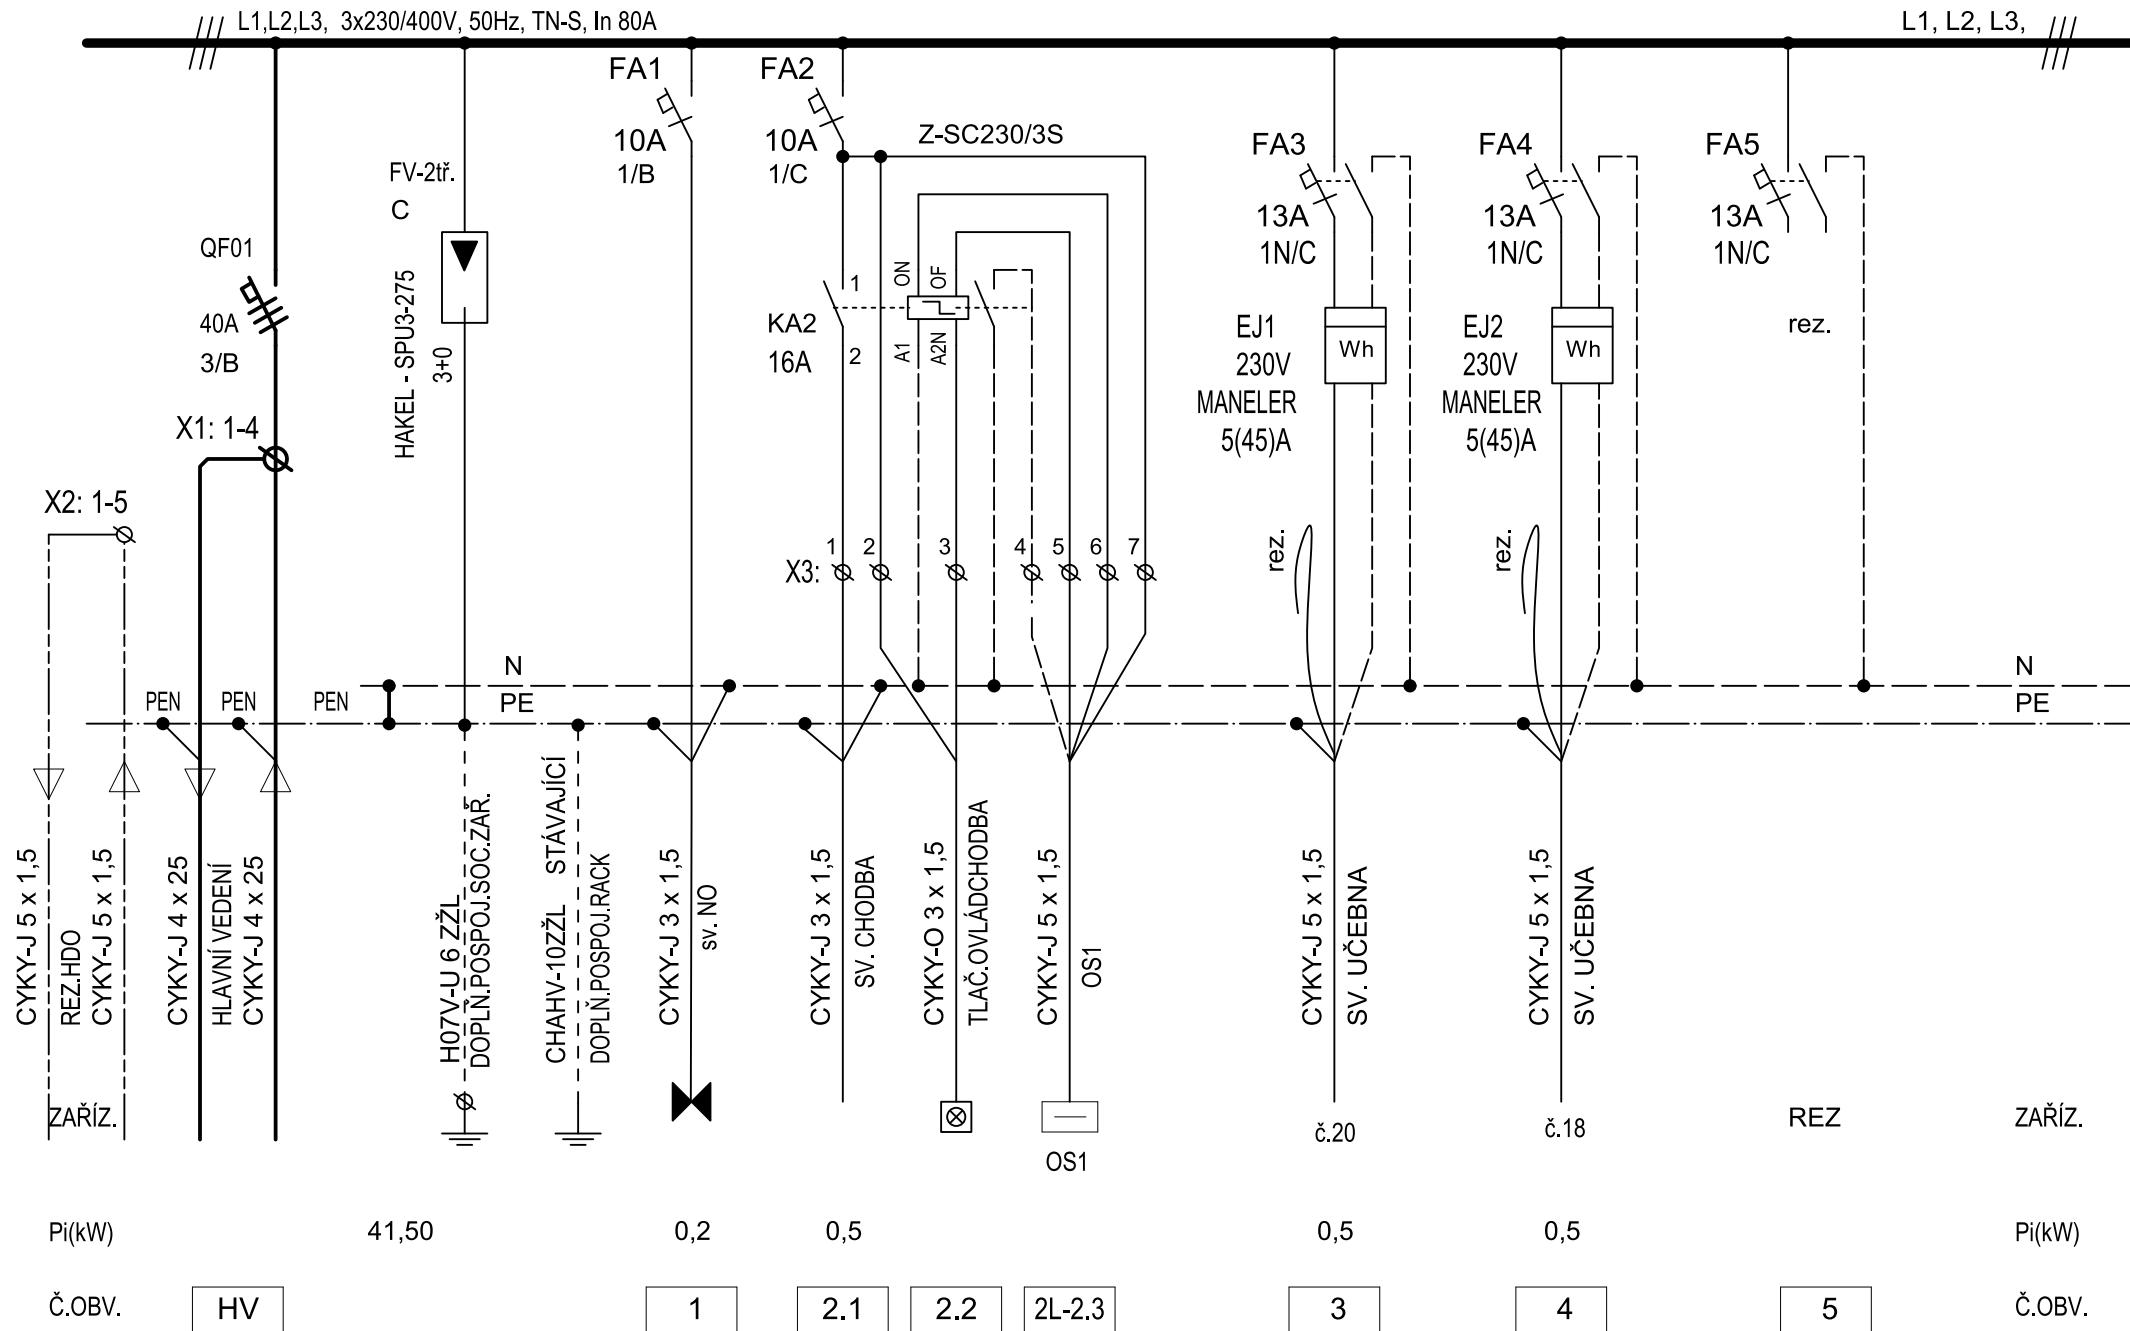 L1,L2,L3, 3x230/400V, 50Hz, TN-S, In 80A
L1, L2, L3,
FA1
10A
1/B
FA2
10A
1/C
Z-SC230/3S
FA3
13A
1N/C
FA4
13A
1N/C
FA5
13A
1N/C
FV-2tř.
C
HAKEL - SPU3-275
3+0
QF01
40A
3/B
X1: 1-4
X2: 1-5
KA2
16A
1
2
ON
OF
A1
A2N
EJ1
230V
MANELER
5(45)A
Wh
EJ2
230V
MANELER
5(45)A
Wh
rez.
X3:
1
2
3
4
5
6
7
rez.
rez.
PEN
PEN
PEN
N
PE
N
PE
CYKY-J 5 x 1,5
REZ.HDO
CYKY-J 5 x 1,5
CYKY-J 4 x 25
HLAVNÍ VEDENÍ
CYKY-J 4 x 25
H07V-U 6 ZŽL
DOPLN.POSPOJ.SOC.ZAŘ.
CHAHV-10ZŽL STÁVAJÍCÍ
DOPLŇ.POSPOJ.RACK
CYKY-J 3 x 1,5
sv. NO
CYKY-J 3 x 1,5
SV. CHODBA
CYKY-O 3 x 1,5
TLAČ.OVLÁDCHODBA
CYKY-J 5 x 1,5
OS1
CYKY-J 5 x 1,5
SV. UČEBNA
CYKY-J 5 x 1,5
SV. UČEBNA
ZAŘÍZ.
OS1
č.20
č.18
REZ
ZAŘÍZ.
Pi(kW)
41,50
0,2
0,5
0,5
0,5
Pi(kW)
Č.OBV.
HV
1
2.1
2.2
2L-2.3
3
4
5
Č.OBV.